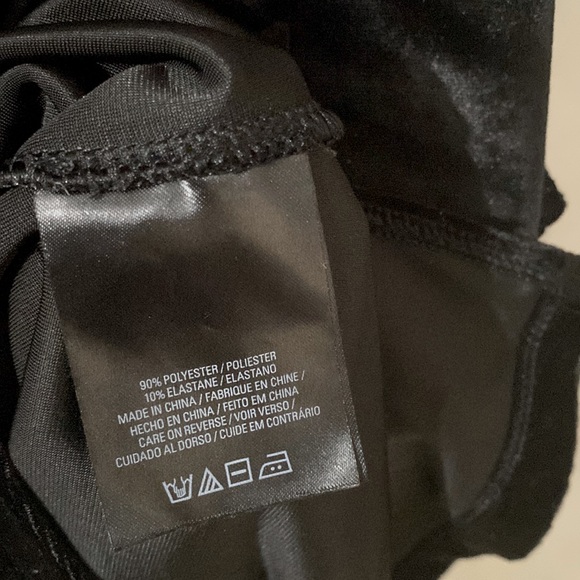 90% POLYESTER / POLIESTER
10% ELASTANE / ELASTANO
MADE IN CHINA / FABRIQUE EN CHINE /
HECHO EN CHINA / FEITO EM CHINA
CARE ON REVERSE / VOIR VERSO /
CUIDADO AL DORSO / CUIDE EM CONTRÁRIO